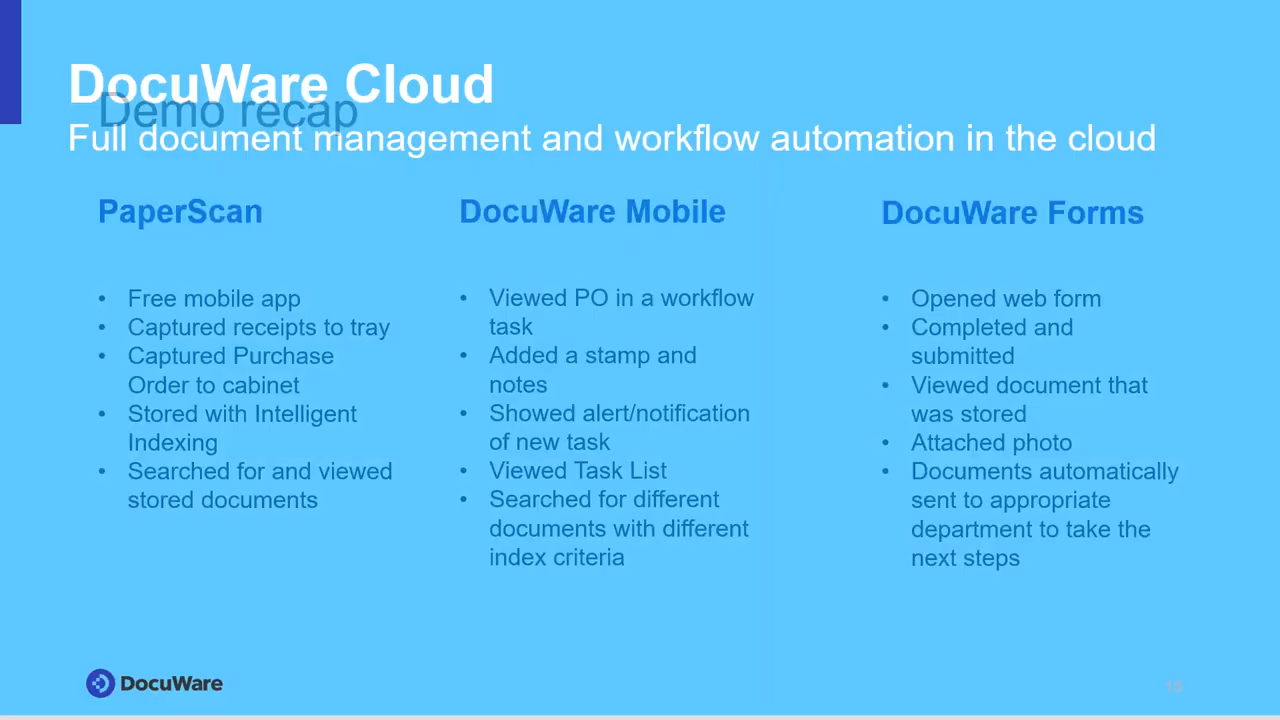 DocuWare Cloud
Demo recap
Full document management and workflow automation in the cloud
PaperScan
• Free mobile app
• Captured receipts to tray
• Captured Purchase
Order to cabinet
• Stored with Intelligent
Indexing
• Searched for and viewed
stored documents
DocuWare Mobile
• Viewed PO in a workflow
task
• Added a stamp and
notes
• Showed alert/notification
of new task
• Viewed Task List
• Searched for different
documents with different
index criteria
DocuWare Forms
• Opened web form
• Completed and
submitted
• Viewed document that
was stored
• Attached photo
• Documents automatically
sent to appropriate
department to take the
next steps
DocuWare